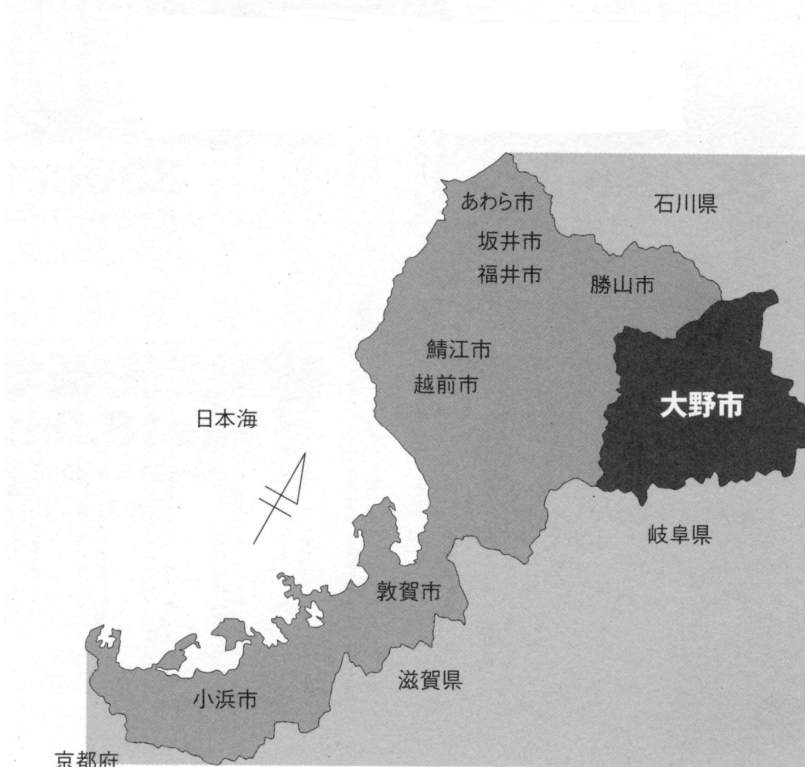 あわら市
石川県
坂井市
福井市
勝山市
鯖江市
越前市
大野市
日本海
岐阜県
敦賀市
滋賀県
小浜市
京都府